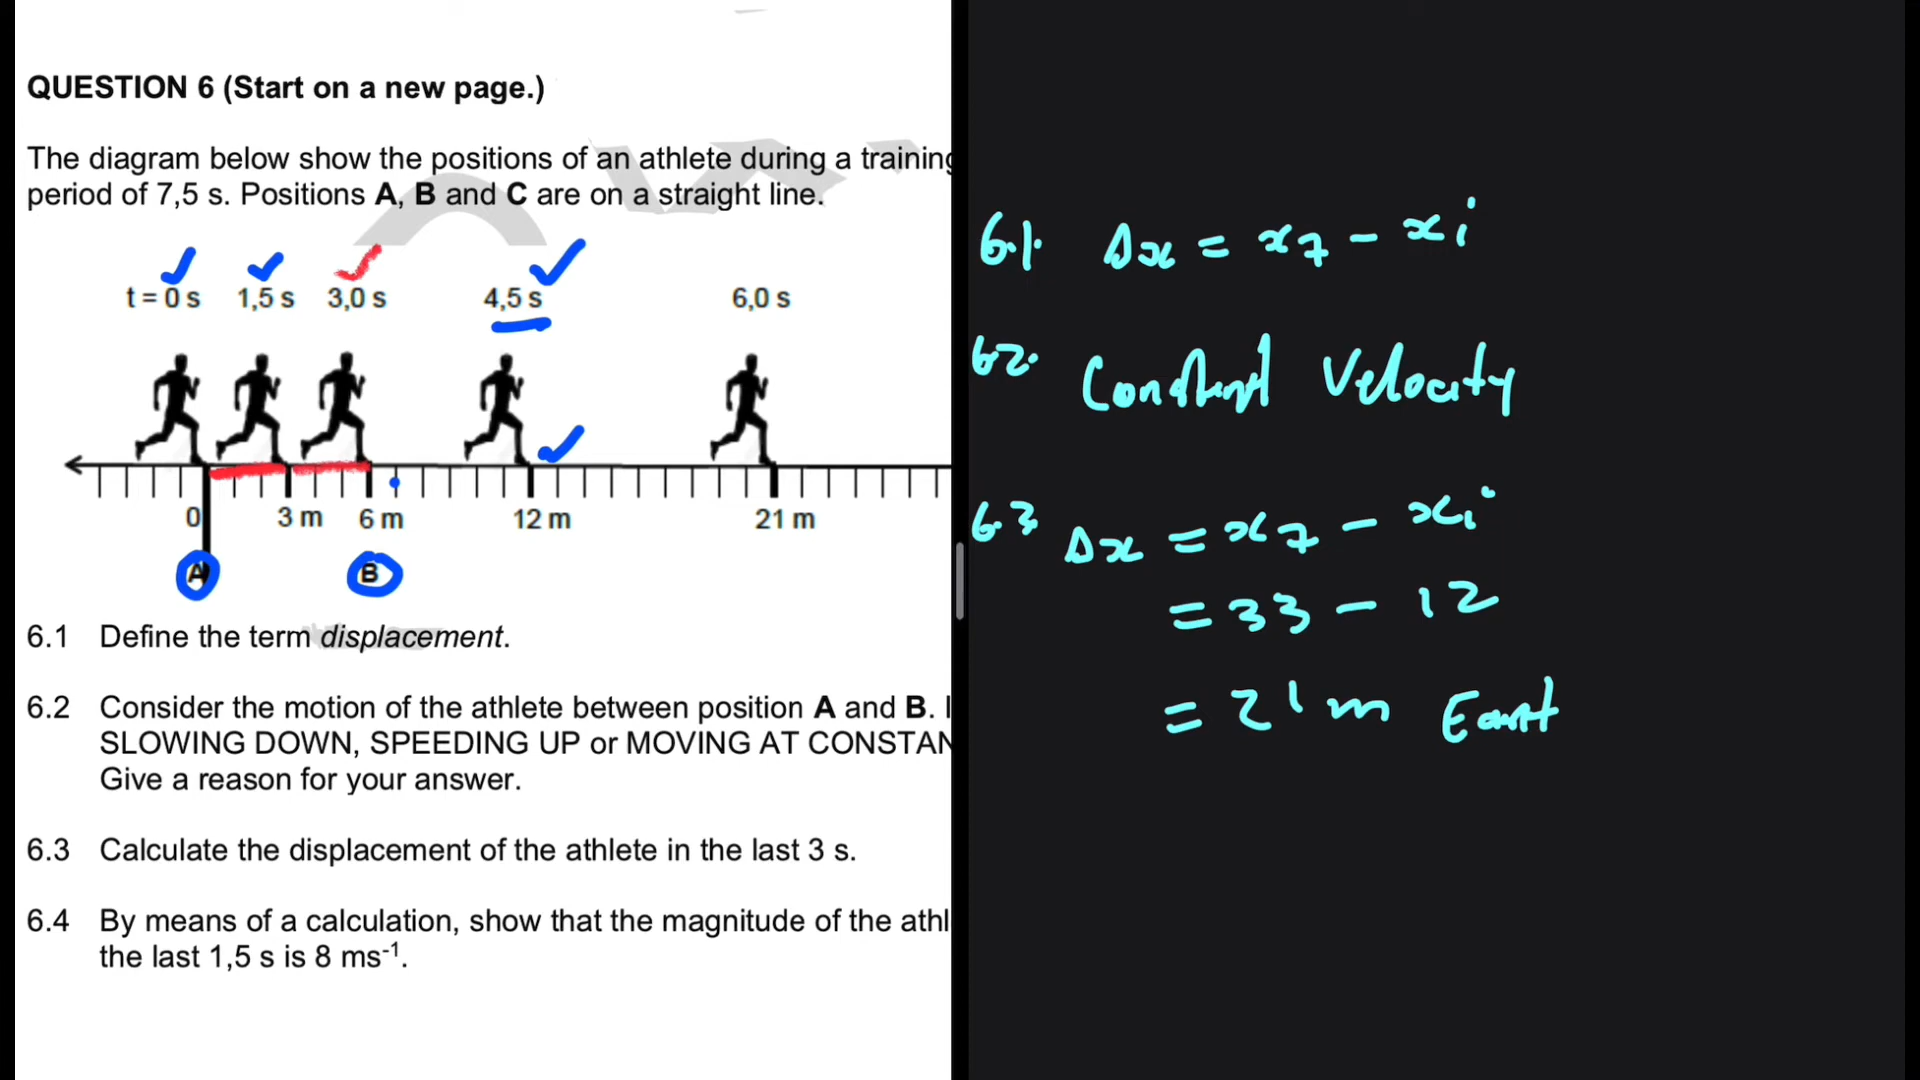 QUESTION 6 (Start on a new page.)
The diagram below show the positions of an athlete during a training
period of 7,5 s. Positions A, B and C are on a straight line.
t = 0 s 1,5 s 3,0 s 4,5 s 6,0 s
0 3 m 6 m 12 m 21 m
A B
6.1 Define the term displacement.
6.2 Consider the motion of the athlete between position A and B. I
SLOWING DOWN, SPEEDING UP or MOVING AT CONSTAN
Give a reason for your answer.
6.3 Calculate the displacement of the athlete in the last 3 s.
6.4 By means of a calculation, show that the magnitude of the athl
the last 1,5 s is 8 ms⁻¹.
6.1. Δx = xf - xi
6.2. Constant Velocity
6.3 Δx = xf - xi
= 33 - 12
= 21 m East